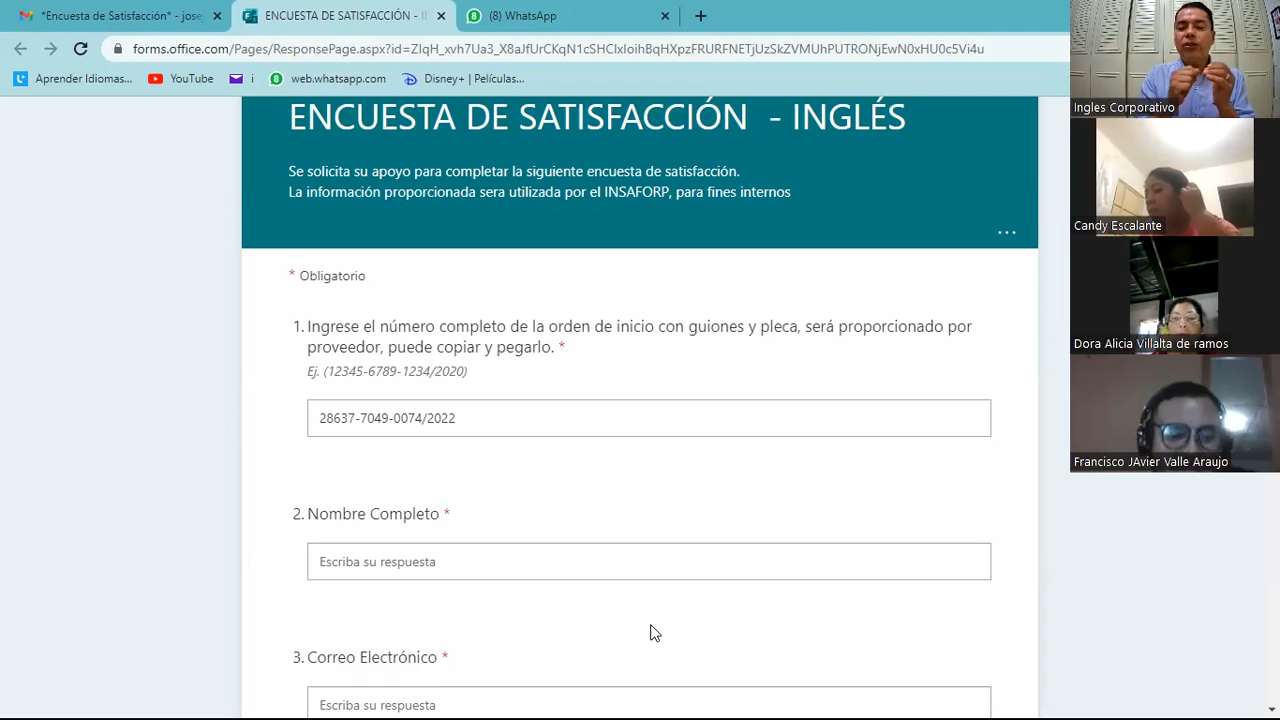 *Encuesta de Satisfacción* - jose
ENCUESTA DE SATISFACCIÓN - IN
(8) WhatsApp
forms.office.com/Pages/ResponsePage.aspx?id=ZIqH_xvh7Ua3_X8aJfUrCKqN1cSHCIxIoihBqHXpzFRURFNETjUzSkZVMUhPUTRONjEwN0xHU0c5Vi4u
Aprender Idiomas...
YouTube
i
web.whatsapp.com
Disney+ | Películas...
ENCUESTA DE SATISFACCIÓN - INGLÉS
Se solicita su apoyo para completar la siguiente encuesta de satisfacción.
La información proporcionada sera utilizada por el INSAFORP, para fines internos
...
* Obligatorio
1. Ingrese el número completo de la orden de inicio con guiones y pleca, será proporcionado por
proveedor, puede copiar y pegarlo. *
Ej. (12345-6789-1234/2020)
28637-7049-0074/2022
2. Nombre Completo *
Escriba su respuesta
3. Correo Electrónico *
Escriba su respuesta
Ingles Corporativo
Candy Escalante
Dora Alicia Villalta de ramos
Francisco JAvier Valle Araujo